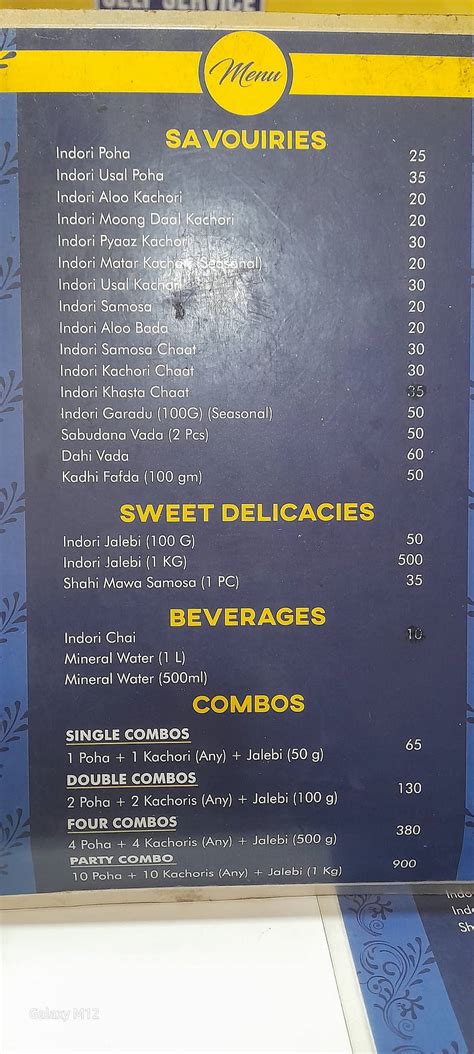 SELF SERVICE
Menu
SAVOUIRIES
Indori Poha 25
Indori Usal Poha 35
Indori Aloo Kachori 20
Indori Moong Daal Kachori 20
Indori Pyaaz Kachori 30
Indori Matar Kachori (Seasonal) 20
Indori Usal Kachori 30
Indori Samosa 20
Indori Aloo Bada 20
Indori Samosa Chaat 30
Indori Kachori Chaat 30
Indori Khasta Chaat 35
Indori Garadu (100G) (Seasonal) 50
Sabudana Vada (2 Pcs) 50
Dahi Vada 60
Kadhi Fafda (100 gm) 50
SWEET DELICACIES
Indori Jalebi (100 G) 50
Indori Jalebi (1 KG) 500
Shahi Mawa Samosa (1 PC) 35
BEVERAGES
Indori Chai 10
Mineral Water (1 L)
Mineral Water (500ml)
COMBOS
SINGLE COMBOS
1 Poha + 1 Kachori (Any) + Jalebi (50 g) 65
DOUBLE COMBOS
2 Poha + 2 Kachoris (Any) + Jalebi (100 g) 130
FOUR COMBOS
4 Poha + 4 Kachoris (Any) + Jalebi (500 g) 380
PARTY COMBO
10 Poha + 10 Kachoris (Any) + Jalebi (1 Kg) 900
Galaxy M12